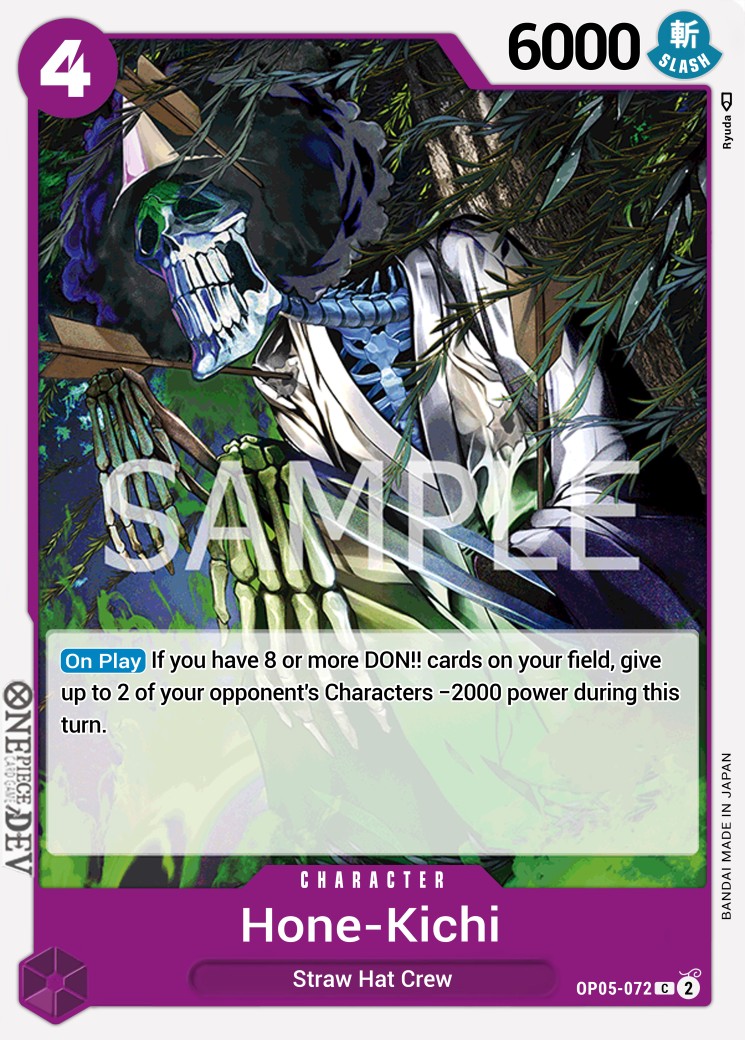 4
6000
斬
SLASH
Ryuda
SAMPLE
On Play If you have 8 or more DON!! cards on your field, give
up to 2 of your opponent's Characters −2000 power during this
turn.
ONE PIECE
CARD GAME
.DEV
BANDAI MADE IN JAPAN
CHARACTER
Hone-Kichi
Straw Hat Crew
OP05-072 C 2